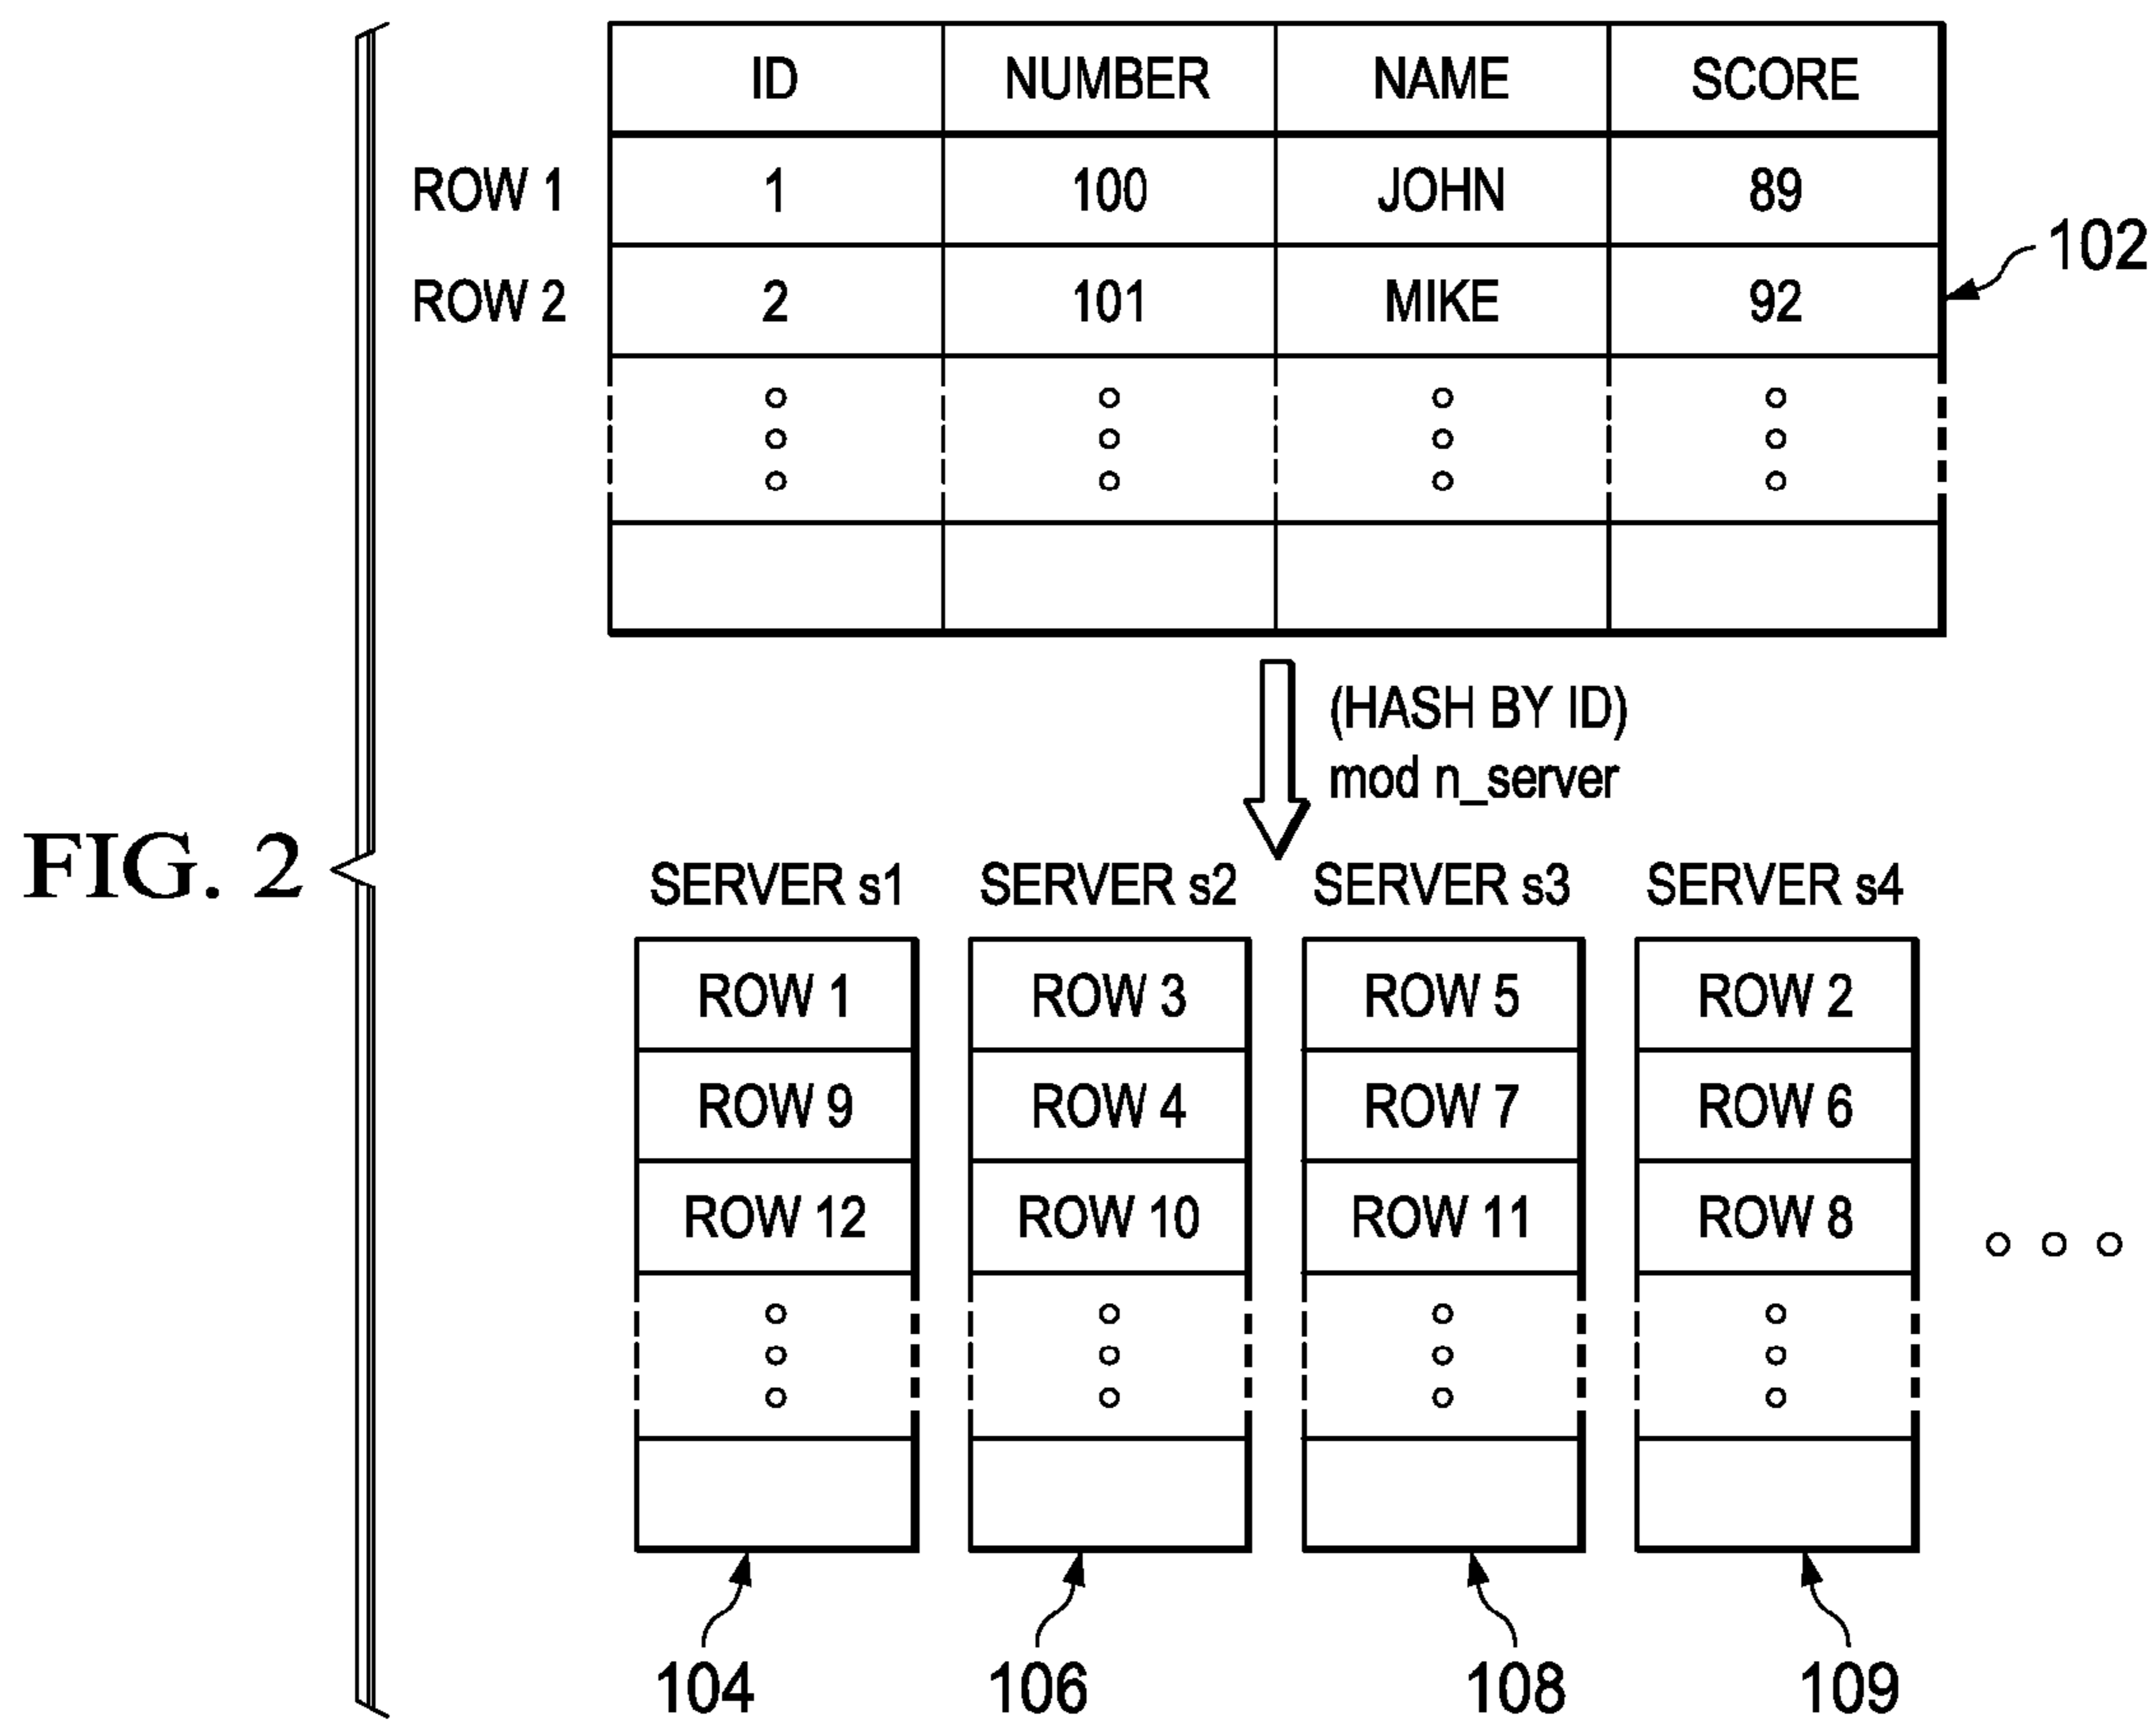 ID NUMBER NAME SCORE
ROW 1 1 100 JOHN 89
ROW 2 2 101 MIKE 92
102
(HASH BY ID)
mod n_server
FIG. 2
SERVER s1 SERVER s2 SERVER s3 SERVER s4
ROW 1 ROW 3 ROW 5 ROW 2
ROW 9 ROW 4 ROW 7 ROW 6
ROW 12 ROW 10 ROW 11 ROW 8
104 106 108 109